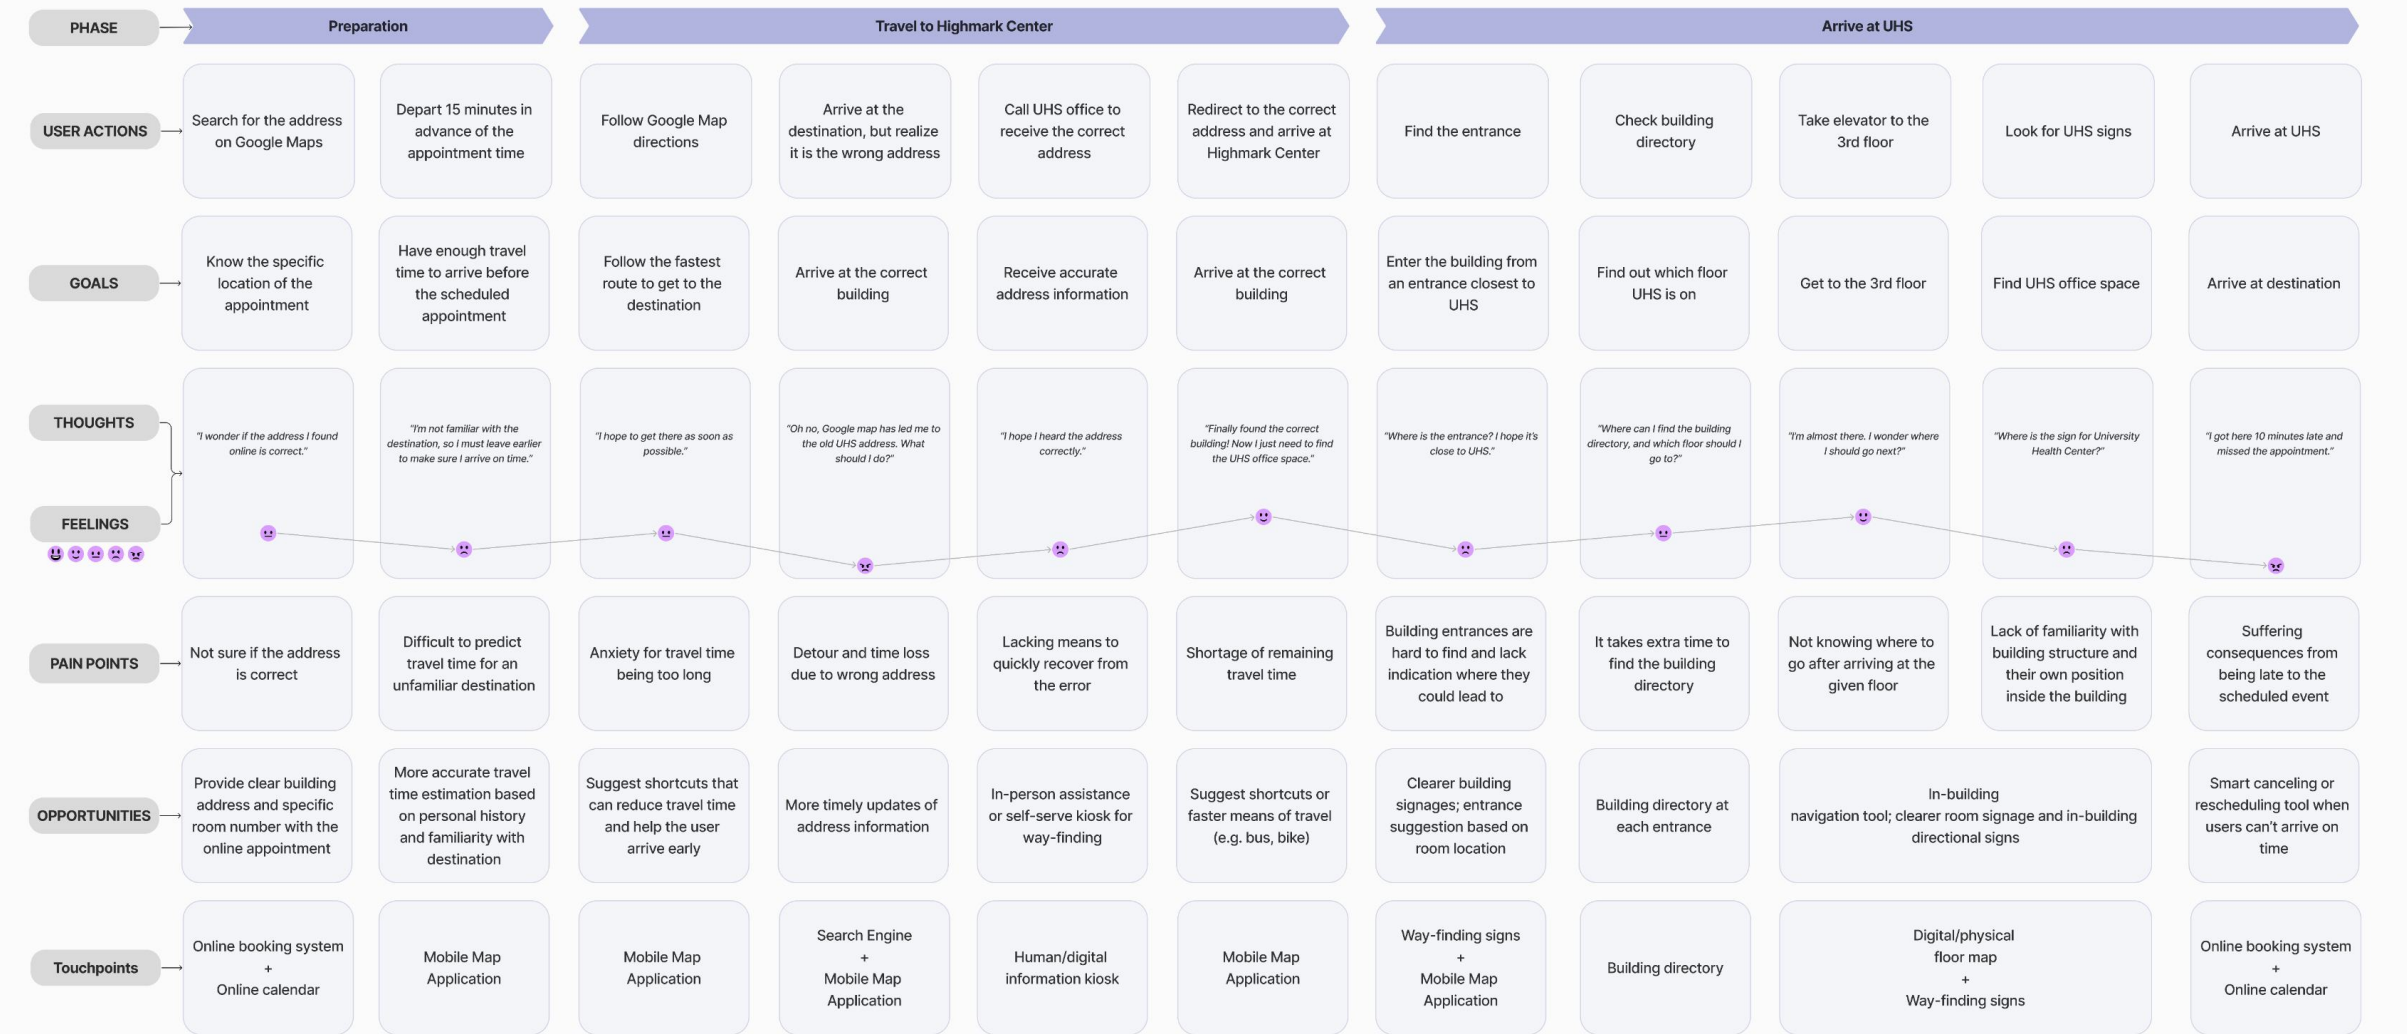 PHASE
Preparation
Travel to Highmark Center
Arrive at UHS
USER ACTIONS
Search for the address
on Google Maps
Depart 15 minutes in
advance of the
appointment time
Follow Google Map
directions
Arrive at the
destination, but realize
it is the wrong address
Call UHS office to
receive the correct
address
Redirect to the correct
address and arrive at
Highmark Center
Find the entrance
Check building
directory
Take elevator to the
3rd floor
Look for UHS signs
Arrive at UHS
GOALS
Know the specific
location of the
appointment
Have enough travel
time to arrive before
the scheduled
appointment
Follow the fastest
route to get to the
destination
Arrive at the correct
building
Receive accurate
address information
Arrive at the correct
building
Enter the building from
an entrance closest to
UHS
Find out which floor
UHS is on
Get to the 3rd floor
Find UHS office space
Arrive at destination
THOUGHTS
FEELINGS
"I wonder if the address I found
online is correct."
"I'm not familiar with the
destination, so I must leave earlier
to make sure I arrive on time."
"I hope to get there as soon as
possible."
"Oh no, Google map has led me to
the old UHS address. What
should I do?"
"I hope I heard the address
correctly."
"Finally found the correct
building! Now I just need to find
the UHS office space."
"Where is the entrance? I hope it's
close to UHS."
"Where can I find the building
directory, and which floor should I
go to?"
"I'm almost there. I wonder where
I should go next?"
"Where is the sign for University
Health Center?"
"I got here 10 minutes late and
missed the appointment."
PAIN POINTS
Not sure if the address
is correct
Difficult to predict
travel time for an
unfamiliar destination
Anxiety for travel time
being too long
Detour and time loss
due to wrong address
Lacking means to
quickly recover from
the error
Shortage of remaining
travel time
Building entrances are
hard to find and lack
indication where they
could lead to
It takes extra time to
find the building
directory
Not knowing where to
go after arriving at the
given floor
Lack of familiarity with
building structure and
their own position
inside the building
Suffering
consequences from
being late to the
scheduled event
OPPORTUNITIES
Provide clear building
address and specific
room number with the
online appointment
More accurate travel
time estimation based
on personal history
and familiarity with
destination
Suggest shortcuts that
can reduce travel time
and help the user
arrive early
More timely updates of
address information
In-person assistance
or self-serve kiosk for
way-finding
Suggest shortcuts or
faster means of travel
(e.g. bus, bike)
Clearer building
signages; entrance
suggestion based on
room location
Building directory at
each entrance
In-building
navigation tool; clearer room signage and in-building
directional signs
Smart canceling or
rescheduling tool when
users can't arrive on
time
Touchpoints
Online booking system
+
Online calendar
Mobile Map
Application
Mobile Map
Application
Search Engine
+
Mobile Map
Application
Human/digital
information kiosk
Mobile Map
Application
Way-finding signs
+
Mobile Map
Application
Building directory
Digital/physical
floor map
+
Way-finding signs
Online booking system
+
Online calendar